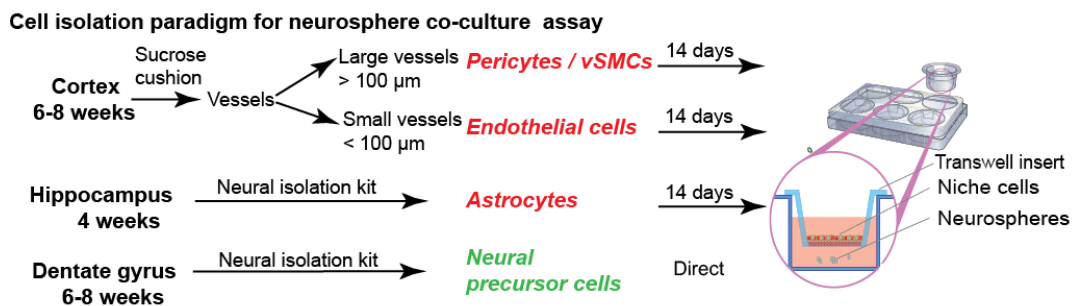 Cell isolation paradigm for neurosphere co-culture assay
Cortex
6-8 weeks
Sucrose
cushion
Vessels
Large vessels
> 100 µm
Pericytes / vSMCs
14 days
Small vessels
< 100 µm
Endothelial cells
14 days
Hippocampus
4 weeks
Neural isolation kit
Astrocytes
14 days
Dentate gyrus
6-8 weeks
Neural isolation kit
Neural
precursor cells
Direct
Transwell insert
Niche cells
Neurospheres